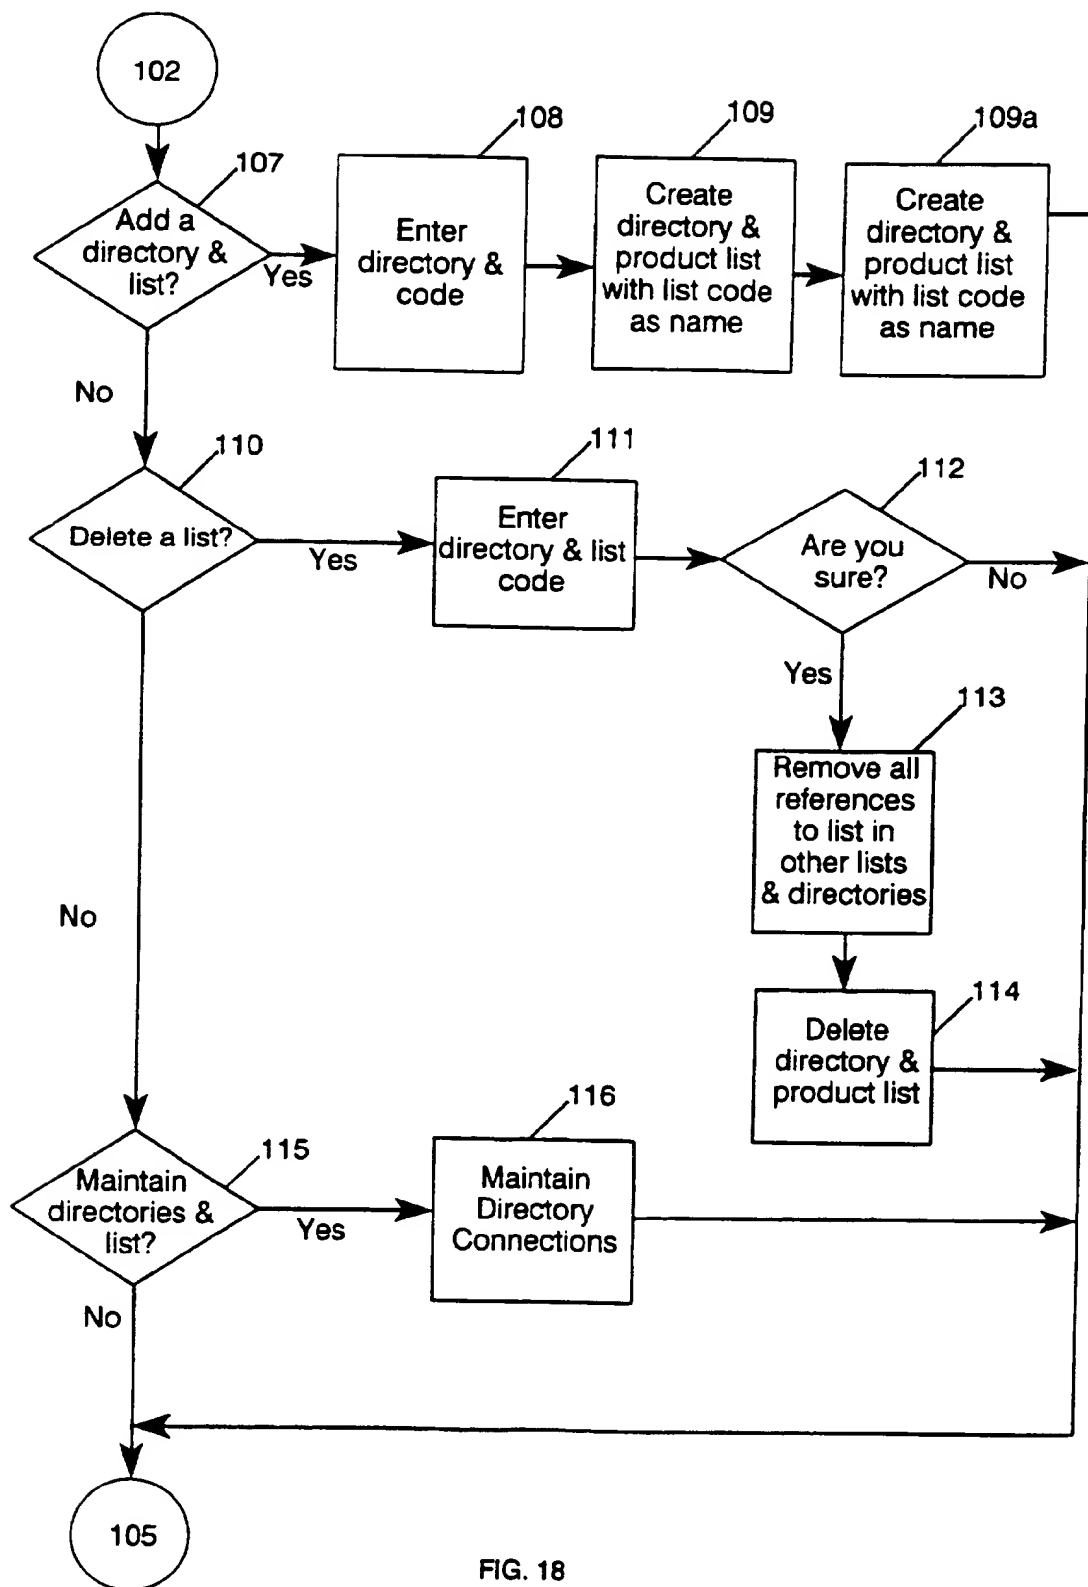 102
107
Add a
directory &
list?
Yes
No
108
Enter
directory &
code
109
Create
directory &
product list
with list code
as name
109a
Create
directory &
product list
with list code
as name
110
Delete a list?
Yes
No
111
Enter
directory & list
code
112
Are you
sure?
No
Yes
113
Remove all
references
to list in
other lists
& directories
114
Delete
directory &
product list
115
Maintain
directories &
list?
Yes
No
116
Maintain
Directory
Connections
105
FIG. 18